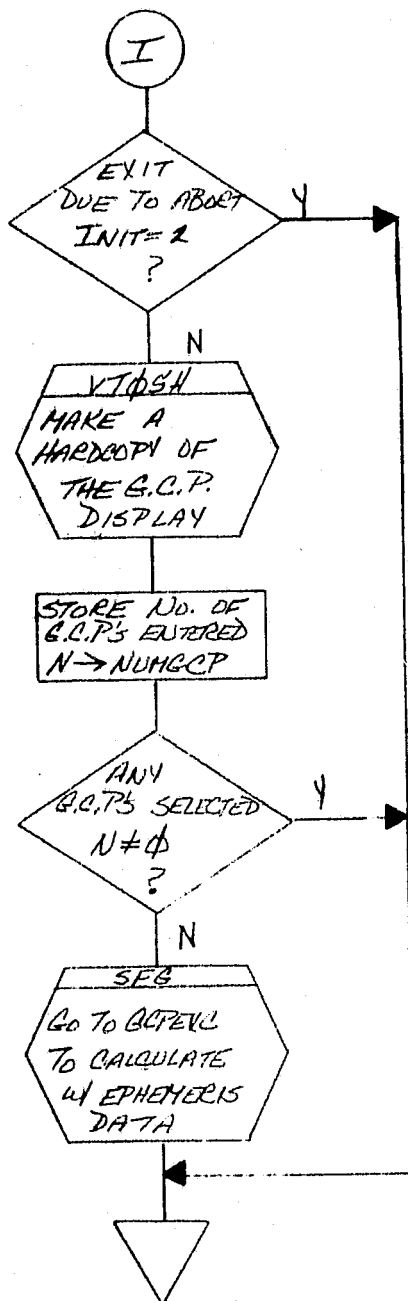 I
EXIT
DUE TO ABORT
INIT=2
?
Y
N
VTØSH
MAKE A
HARDCOPY OF
THE G.C.P.
DISPLAY
STORE NO. OF
G.C.P'S ENTERED
N→NUMGCP
ANY
G.C.P'S SELECTED
N≠Ø
?
Y
N
SEG
GO TO GCPEVC
TO CALCULATE
W/ EPHEMERIS
DATA